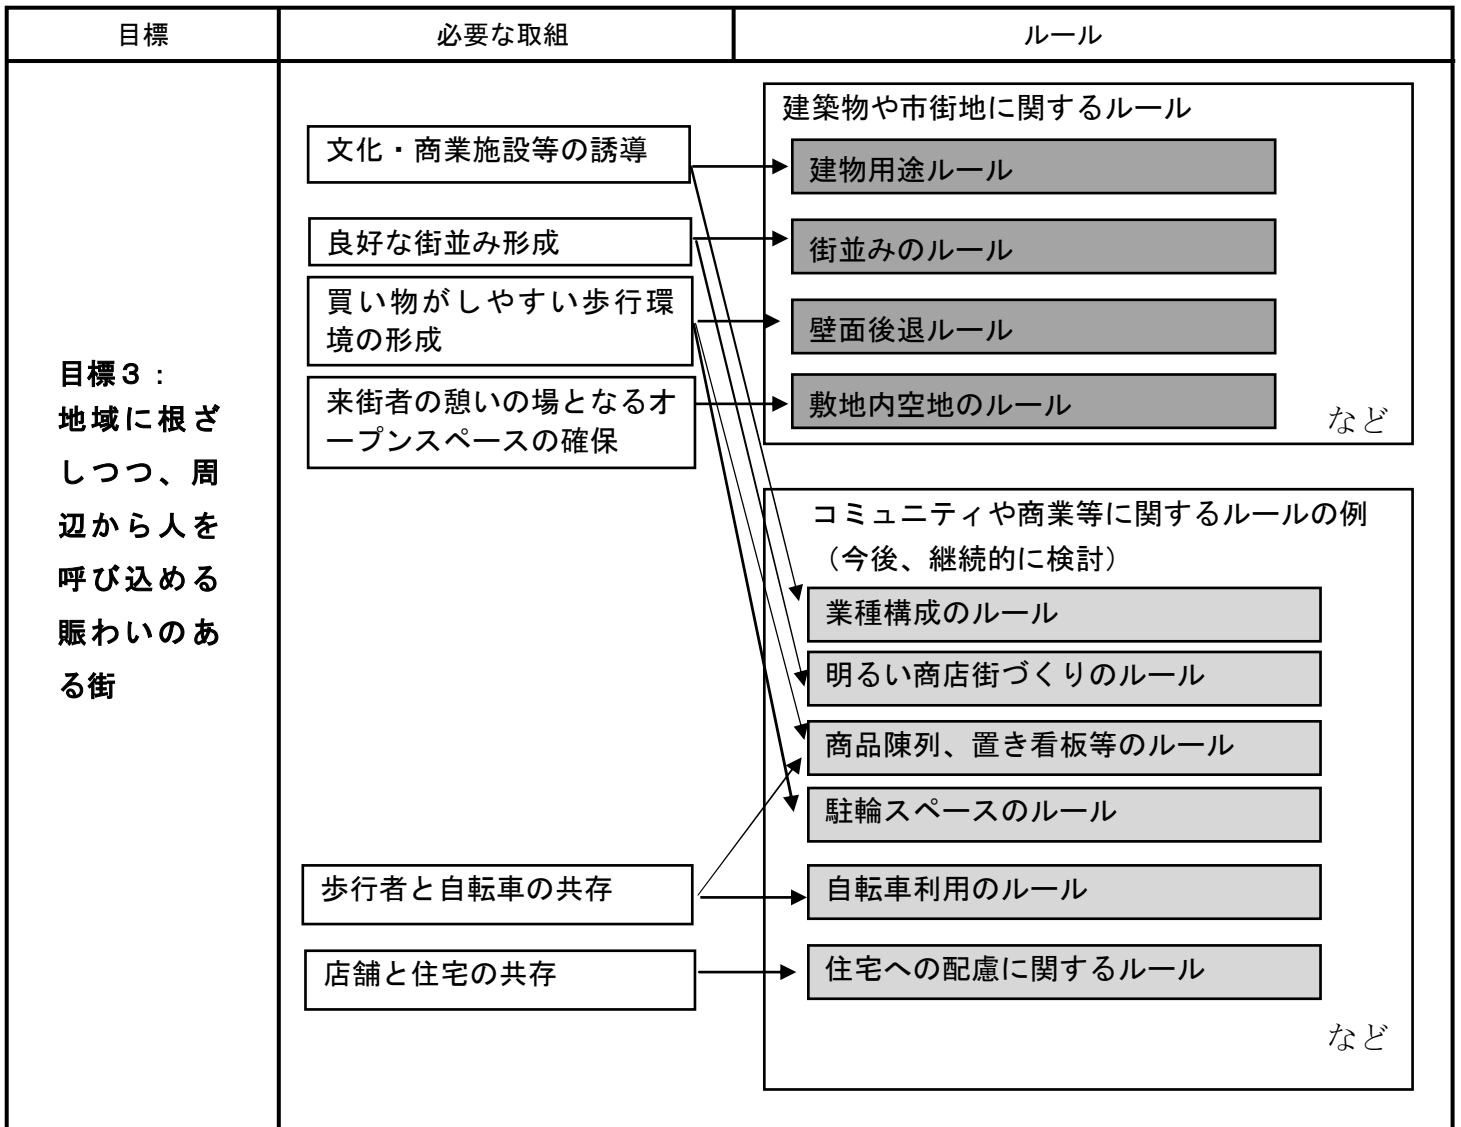 目標
必要な取組
ルール
目標３：
地域に根ざ
しつつ、周
辺から人を
呼び込める
賑わいのあ
る街
文化・商業施設等の誘導
良好な街並み形成
買い物がしやすい歩行環
境の形成
来街者の憩いの場となるオ
ープンスペースの確保
歩行者と自転車の共存
店舗と住宅の共存
建築物や市街地に関するルール
建物用途ルール
街並みのルール
壁面後退ルール
敷地内空地のルール
など
コミュニティや商業等に関するルールの例
（今後、継続的に検討）
業種構成のルール
明るい商店街づくりのルール
商品陳列、置き看板等のルール
駐輪スペースのルール
自転車利用のルール
住宅への配慮に関するルール
など